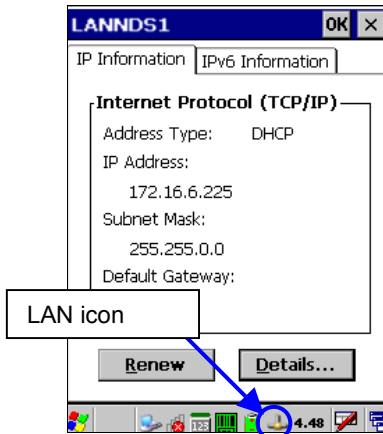 LANNDS1 OK ×
IP Information IPv6 Information
Internet Protocol (TCP/IP)
Address Type: DHCP
IP Address:
172.16.6.225
Subnet Mask:
255.255.0.0
Default Gateway:
LAN icon
Renew Details...
123 4.48